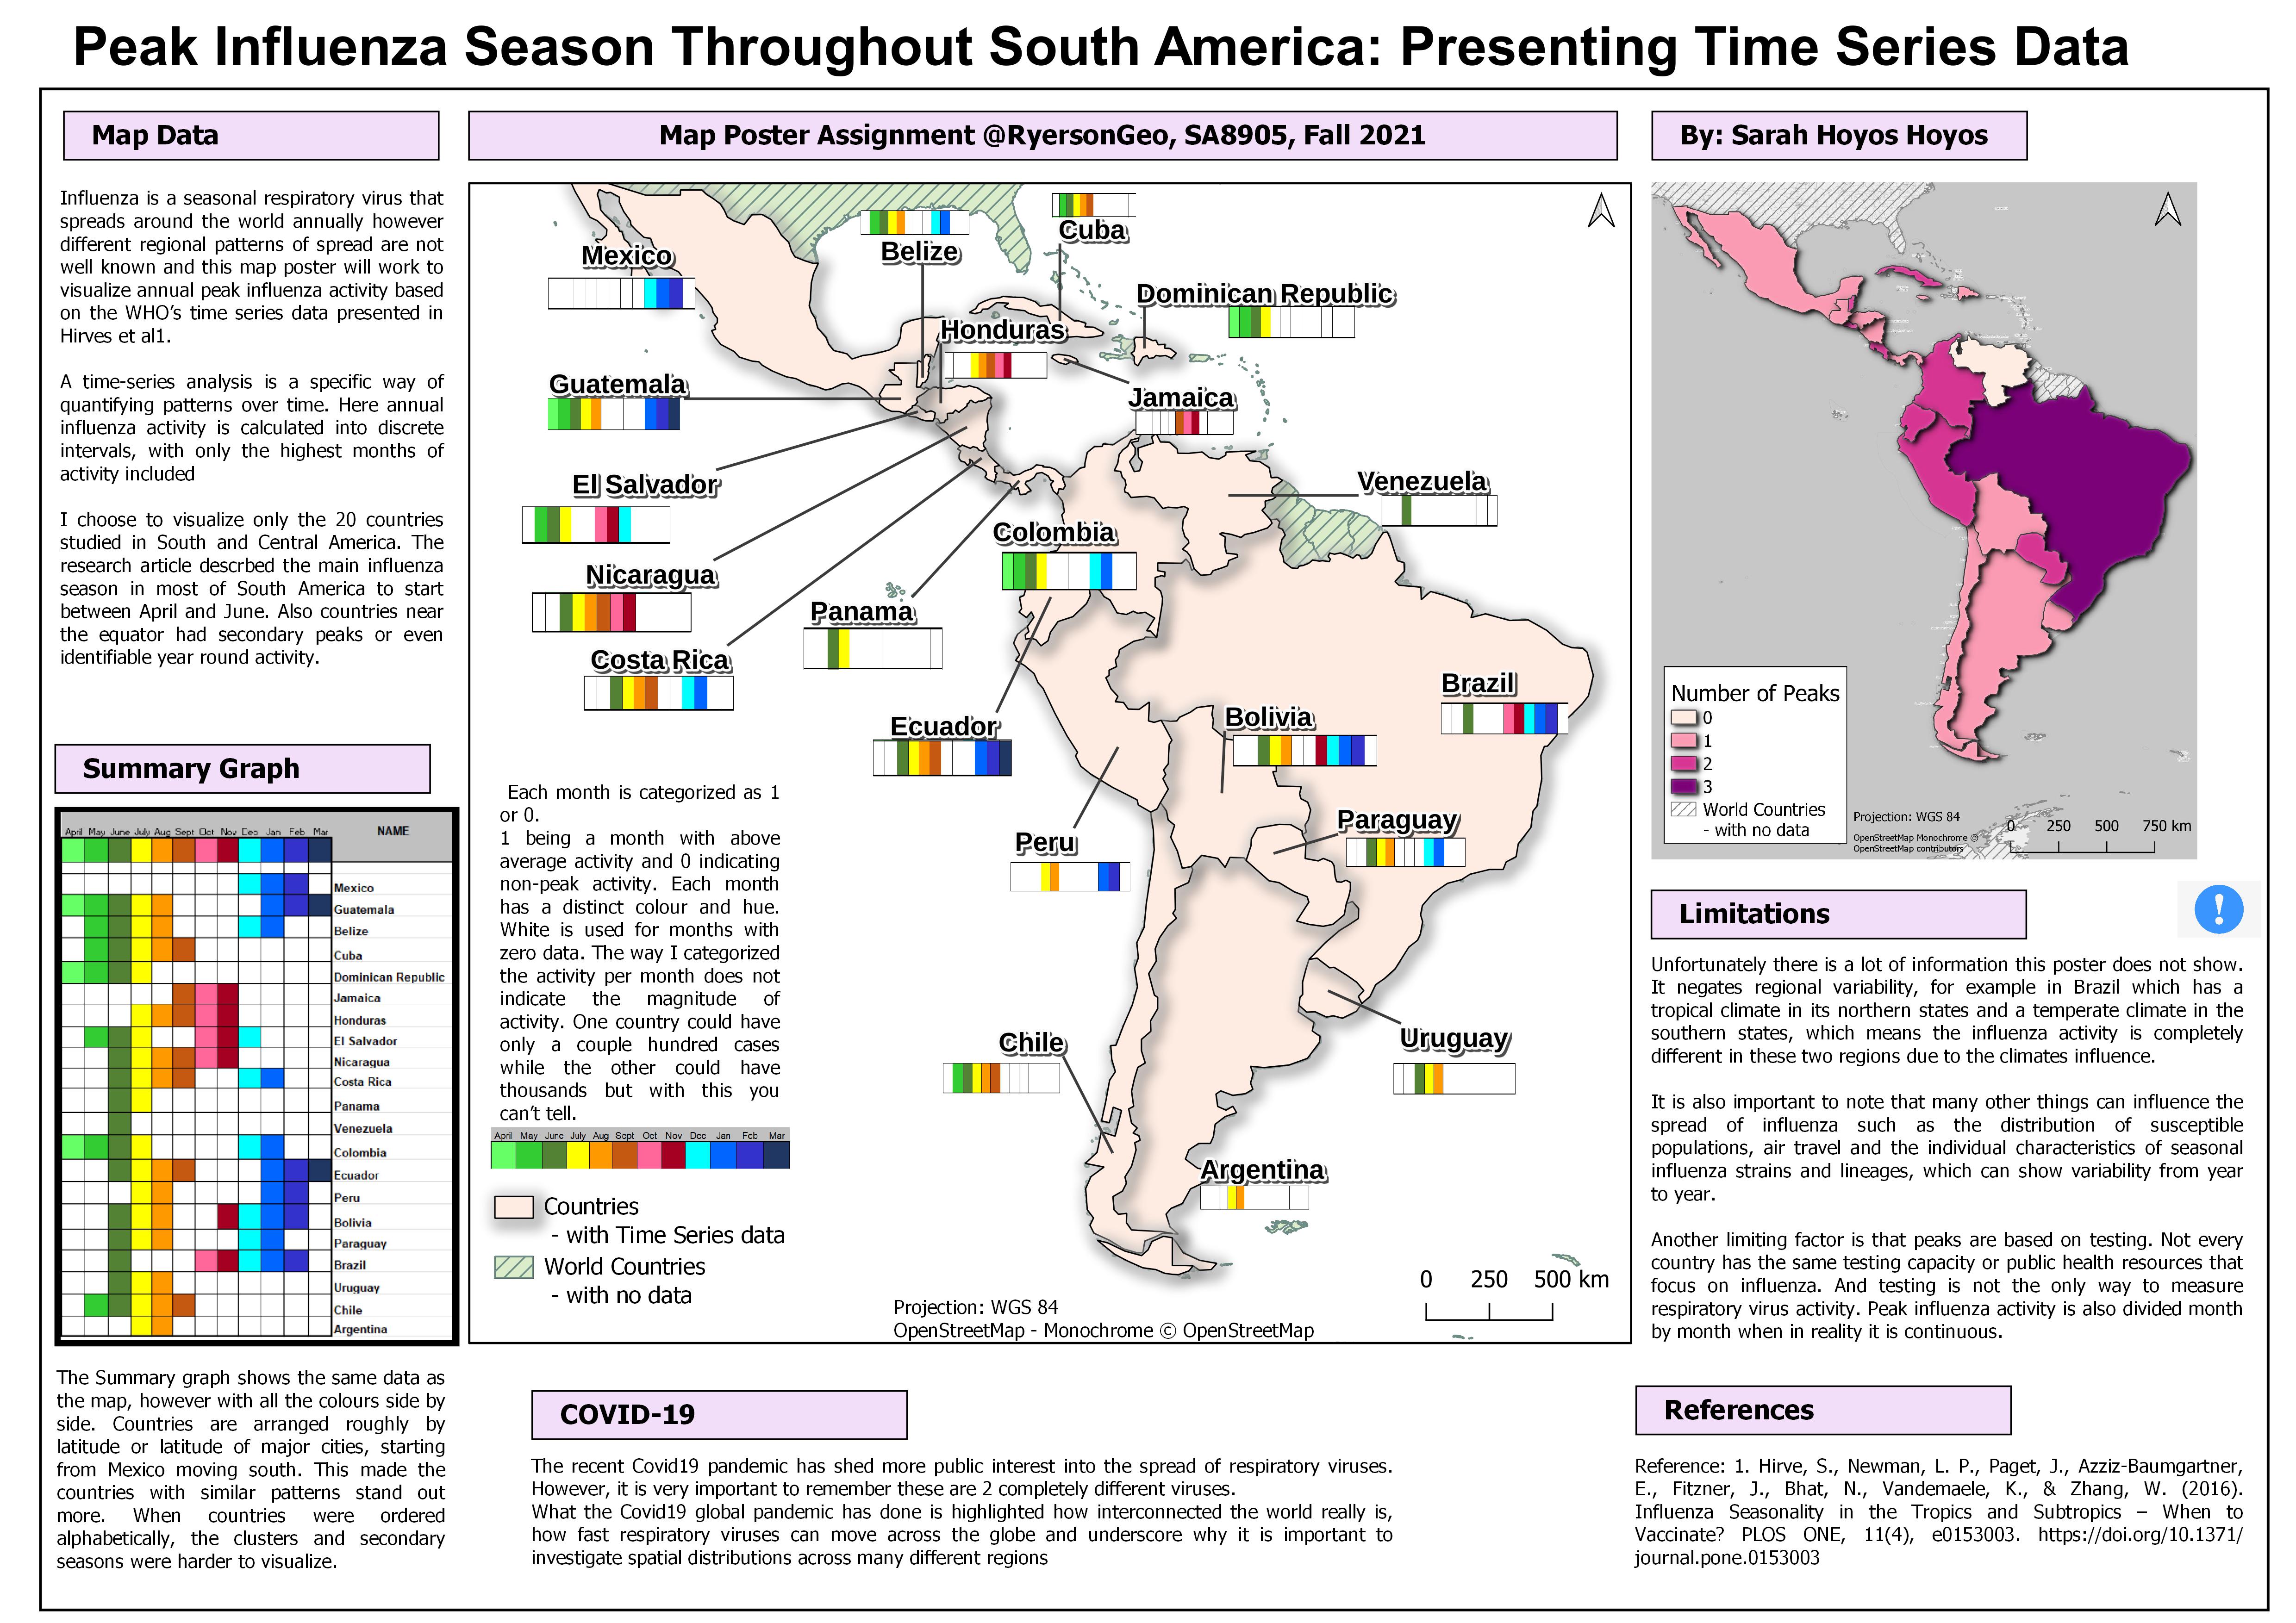 Peak Influenza Season Throughout South America: Presenting Time Series Data
Map Data
Influenza is a seasonal respiratory virus that
spreads around the world annually however
different regional patterns of spread are not
well known and this map poster will work to
visualize annual peak influenza activity based
on the WHO's time series data presented in
Hirves et al1.
A time-series analysis is a specific way of
quantifying patterns over time. Here annual
influenza activity is calculated into discrete
intervals, with only the highest months of
activity included
I choose to visualize only the 20 countries
studied in South and Central America. The
research article descrbed the main influenza
season in most of South America to start
between April and June. Also countries near
the equator had secondary peaks or even
identifiable year round activity.
Summary Graph
April May June July Aug Sept Oct Nov Dec Jan Feb Mar NAME
Mexico
Guatemala
Belize
Cuba
Dominican Republic
Jamaica
Honduras
El Salvador
Nicaragua
Costa Rica
Panama
Venezuela
Colombia
Ecuador
Peru
Bolivia
Paraguay
Brazil
Uruguay
Chile
Argentina
The Summary graph shows the same data as
the map, however with all the colours side by
side. Countries are arranged roughly by
latitude or latitude of major cities, starting
from Mexico moving south. This made the
countries with similar patterns stand out
more. When countries were ordered
alphabetically, the clusters and secondary
seasons were harder to visualize.
Map Poster Assignment @RyersonGeo, SA8905, Fall 2021
Cuba
Belize
Mexico
Dominican Republic
Honduras
Guatemala
Jamaica
El Salvador
Venezuela
Colombia
Nicaragua
Panama
Costa Rica
Brazil
Bolivia
Ecuador
Paraguay
Peru
Chile
Uruguay
Argentina
Each month is categorized as 1
or 0.
1 being a month with above
average activity and 0 indicating
non-peak activity. Each month
has a distinct colour and hue.
White is used for months with
zero data. The way I categorized
the activity per month does not
indicate the magnitude of
activity. One country could have
only a couple hundred cases
while the other could have
thousands but with this you
can't tell.
April May June July Aug Sept Oct Nov Dec Jan Feb Mar
Countries
- with Time Series data
World Countries
- with no data
Projection: WGS 84
OpenStreetMap - Monochrome © OpenStreetMap
0 250 500 km
COVID-19
The recent Covid19 pandemic has shed more public interest into the spread of respiratory viruses.
However, it is very important to remember these are 2 completely different viruses.
What the Covid19 global pandemic has done is highlighted how interconnected the world really is,
how fast respiratory viruses can move across the globe and underscore why it is important to
investigate spatial distributions across many different regions
By: Sarah Hoyos Hoyos
Number of Peaks
0
1
2
3
World Countries
- with no data
Projection: WGS 84
OpenStreetMap Monochrome ©
OpenStreetMap contributors
0 250 500 750 km
Limitations
!
Unfortunately there is a lot of information this poster does not show.
It negates regional variability, for example in Brazil which has a
tropical climate in its northern states and a temperate climate in the
southern states, which means the influenza activity is completely
different in these two regions due to the climates influence.
It is also important to note that many other things can influence the
spread of influenza such as the distribution of susceptible
populations, air travel and the individual characteristics of seasonal
influenza strains and lineages, which can show variability from year
to year.
Another limiting factor is that peaks are based on testing. Not every
country has the same testing capacity or public health resources that
focus on influenza. And testing is not the only way to measure
respiratory virus activity. Peak influenza activity is also divided month
by month when in reality it is continuous.
References
Reference: 1. Hirve, S., Newman, L. P., Paget, J., Azziz-Baumgartner,
E., Fitzner, J., Bhat, N., Vandemaele, K., & Zhang, W. (2016).
Influenza Seasonality in the Tropics and Subtropics – When to
Vaccinate? PLOS ONE, 11(4), e0153003. https://doi.org/10.1371/
journal.pone.0153003